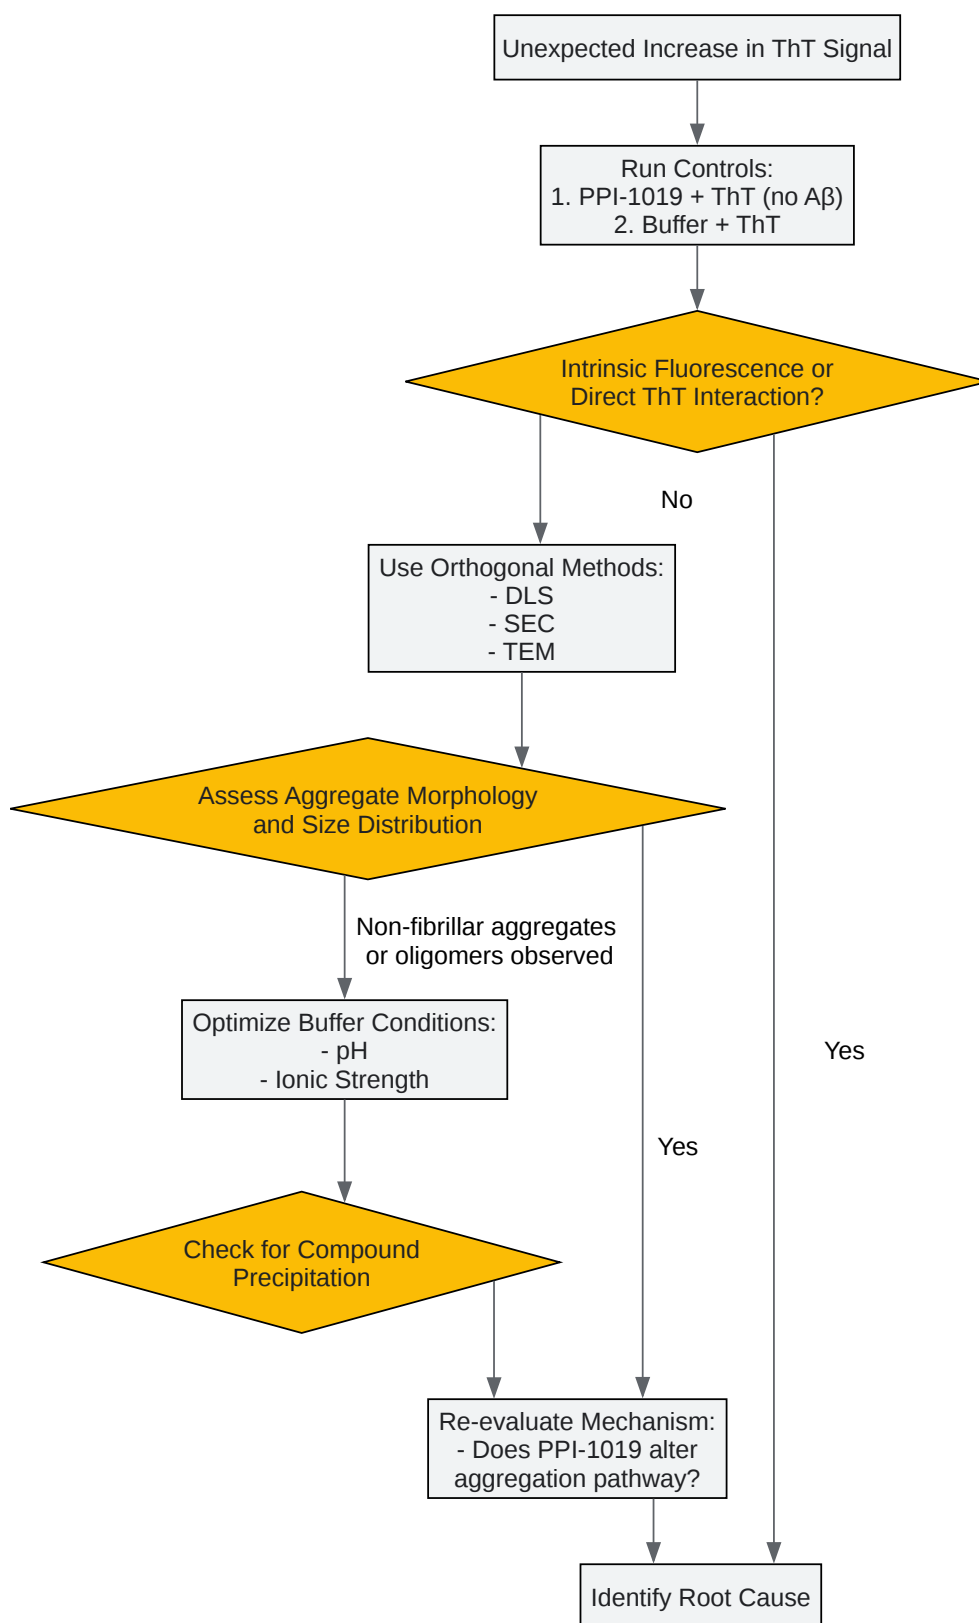 Unexpected Increase in ThT Signal
Run Controls:
1. PPI-1019 + ThT (no Aβ)
2. Buffer + ThT
Intrinsic Fluorescence or
Direct ThT Interaction?
No
Use Orthogonal Methods:
- DLS
- SEC
- TEM
Assess Aggregate Morphology
and Size Distribution
Non-fibrillar aggregates
or oligomers observed
Optimize Buffer Conditions:
- pH
- Ionic Strength
Yes
Yes
Check for Compound
Precipitation
Re-evaluate Mechanism:
- Does PPI-1019 alter
aggregation pathway?
Identify Root Cause